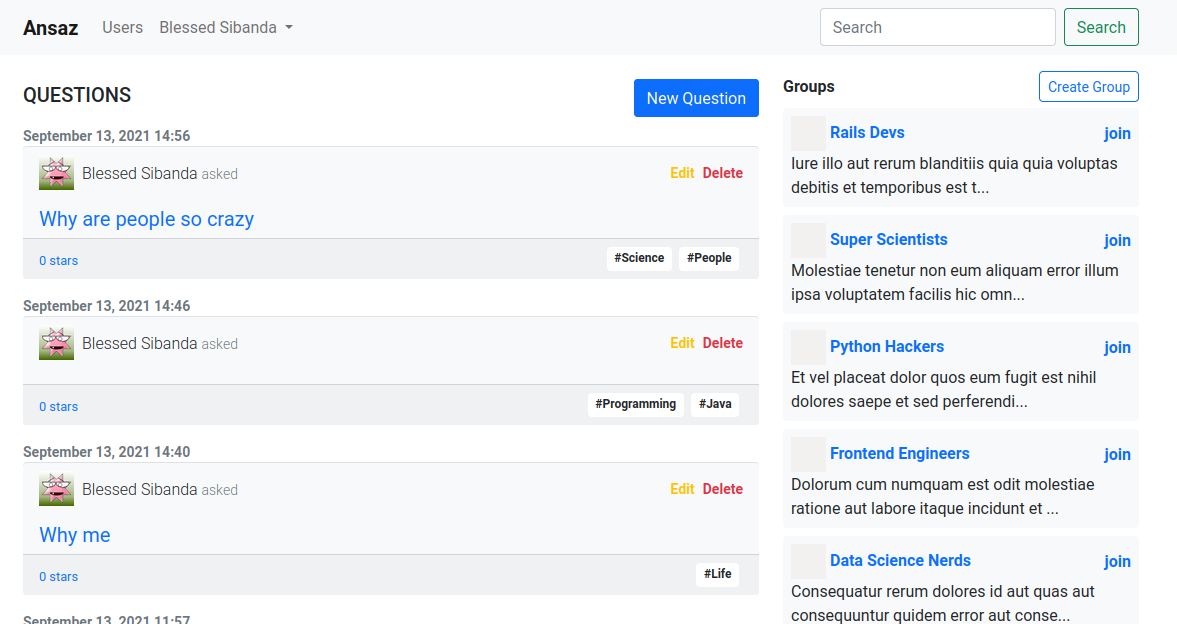 Ansaz Users Blessed Sibanda Search Search
QUESTIONS New Question
September 13, 2021 14:56
Blessed Sibanda asked Edit Delete
Why are people so crazy
0 stars #Science #People
September 13, 2021 14:46
Blessed Sibanda asked Edit Delete
0 stars #Programming #Java
September 13, 2021 14:40
Blessed Sibanda asked Edit Delete
Why me
0 stars #Life
September 13, 2021 11:57
Groups Create Group
Rails Devs join
Iure illo aut rerum blanditiis quia quia voluptas
debitis et temporibus est t...
Super Scientists join
Molestiae tenetur non eum aliquam error illum
ipsa voluptatem facilis hic omn...
Python Hackers join
Et vel placeat dolor quos eum fugit est nihil
dolores saepe et sed perferendi...
Frontend Engineers join
Dolorum cum numquam est odit molestiae
ratione aut labore itaque incidunt et ...
Data Science Nerds join
Consequatur rerum dolores id aut quas aut
consequuntur quidem error aut conse...